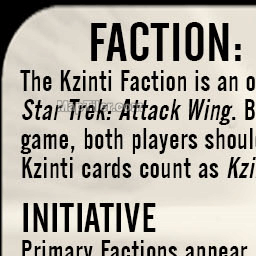 FACTION:
The Kzinti Faction is an o
Star Trek: Attack Wing. B
game, both players shoul
Kzinti cards count as Kzi
INITIATIVE
Primary Factions appear